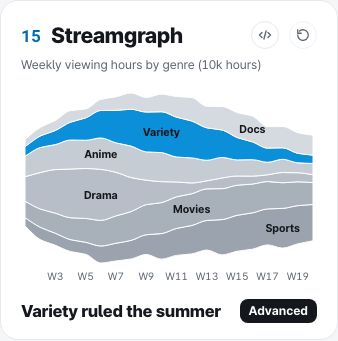 15 Streamgraph
Weekly viewing hours by genre (10k hours)
Docs
Variety
Anime
Drama
Movies
Sports
W3 W5 W7 W9 W11 W13 W15 W17 W19
Variety ruled the summer
Advanced